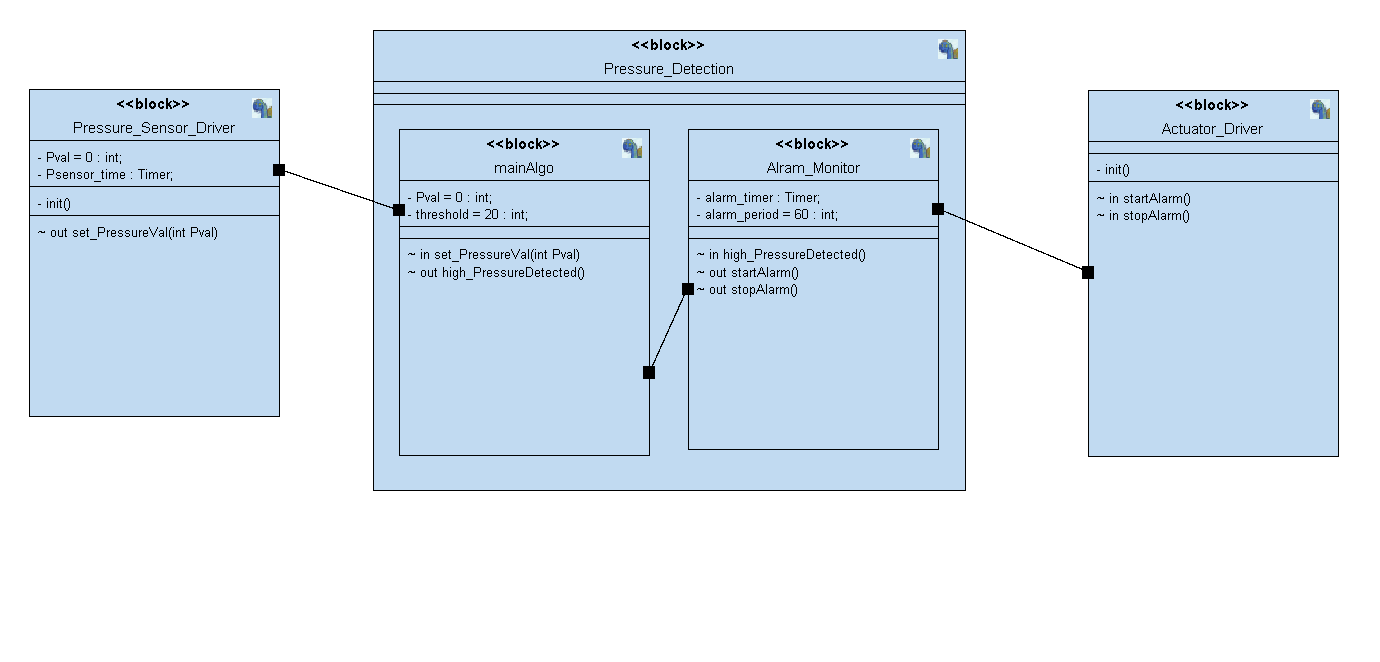 <<block>>
Pressure_Sensor_Driver
- Pval = 0 : int;
- Psensor_time : Timer;
- init()
~ out set_PressureVal(int Pval)
<<block>>
Pressure_Detection
<<block>>
mainAlgo
- Pval = 0 : int;
- threshold = 20 : int;
~ in set_PressureVal(int Pval)
~ out high_PressureDetected()
<<block>>
Alram_Monitor
- alarm_timer : Timer;
- alarm_period = 60 : int;
~ in high_PressureDetected()
~ out startAlarm()
~ out stopAlarm()
<<block>>
Actuator_Driver
- init()
~ in startAlarm()
~ in stopAlarm()